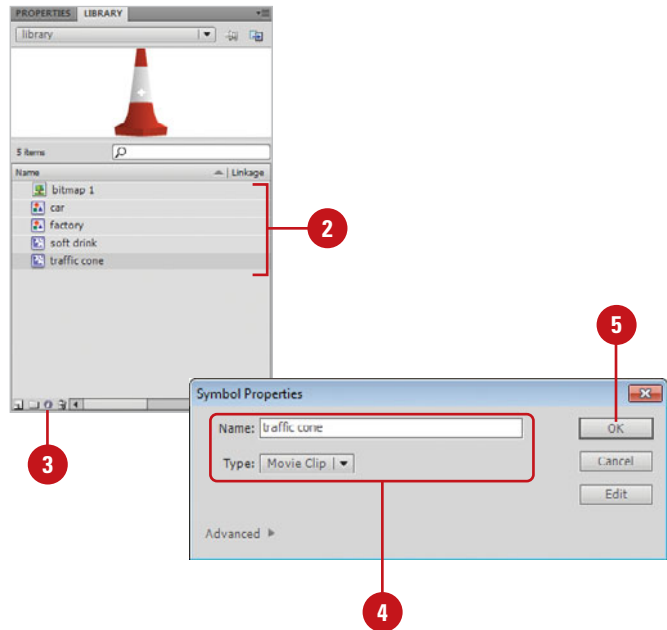 PROPERTIES LIBRARY
library
5 items
Name Linkage
bitmap 1
car
factory
soft drink
traffic cone
2
3
5
Symbol Properties
Name: traffic cone
OK
Type: Movie Clip
Cancel
Edit
Advanced
4